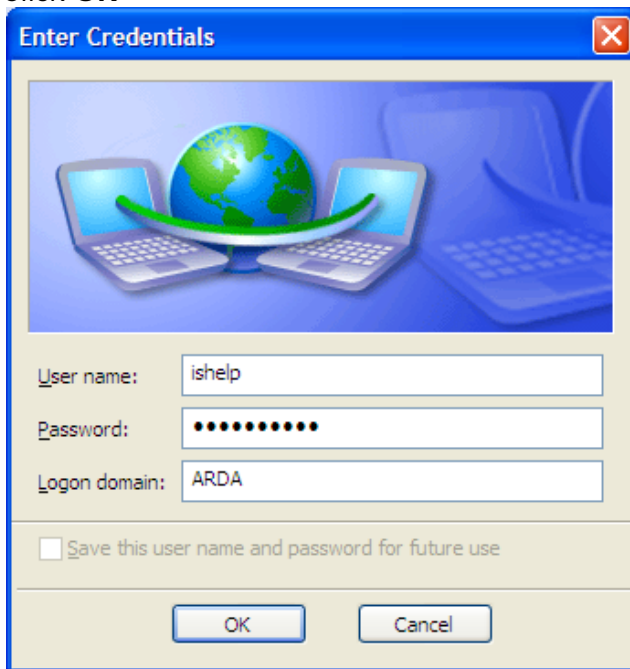 Enter Credentials
User name:
ishelp
Password:
••••••••••
Logon domain:
ARDA
Save this user name and password for future use
OK
Cancel